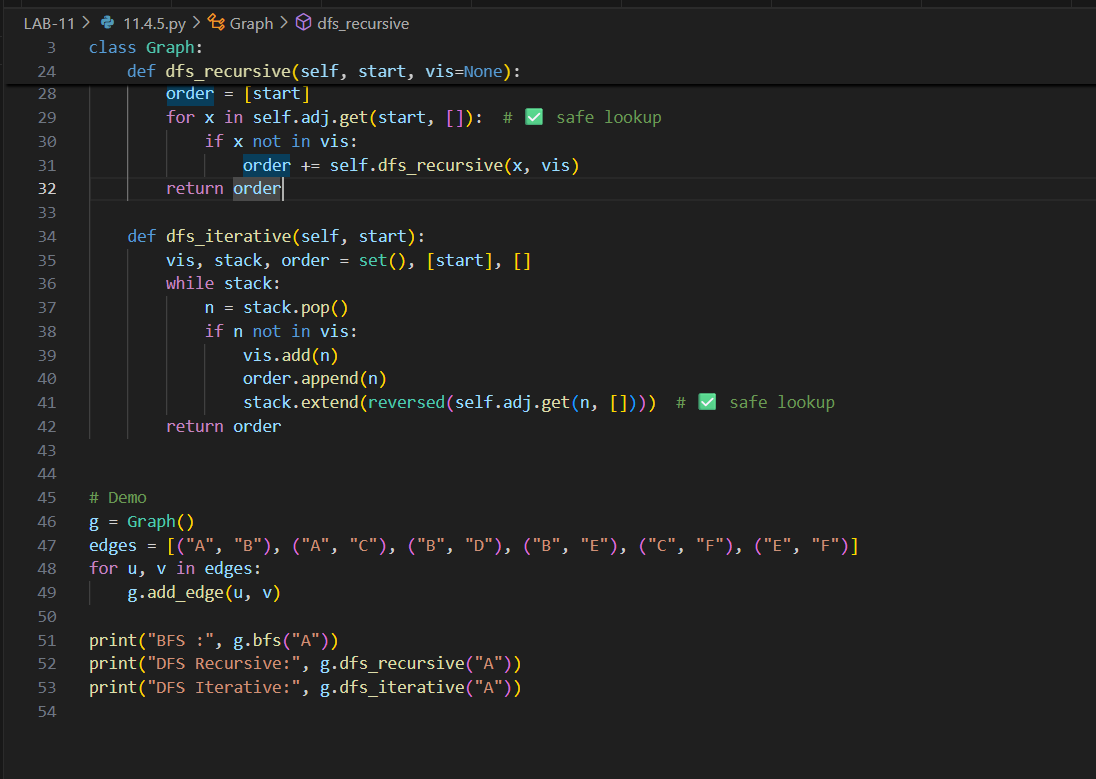 LAB-11 > 11.4.5.py > Graph > dfs_recursive
3 class Graph:
24     def dfs_recursive(self, start, vis=None):
28         order = [start]
29         for x in self.adj.get(start, []):  # ✅ safe lookup
30             if x not in vis:
31                 order += self.dfs_recursive(x, vis)
32         return order
33
34     def dfs_iterative(self, start):
35         vis, stack, order = set(), [start], []
36         while stack:
37             n = stack.pop()
38             if n not in vis:
39                 vis.add(n)
40                 order.append(n)
41                 stack.extend(reversed(self.adj.get(n, [])))  # ✅ safe lookup
42         return order
43
44
45 # Demo
46 g = Graph()
47 edges = [("A", "B"), ("A", "C"), ("B", "D"), ("B", "E"), ("C", "F"), ("E", "F")]
48 for u, v in edges:
49     g.add_edge(u, v)
50
51 print("BFS :", g.bfs("A"))
52 print("DFS Recursive:", g.dfs_recursive("A"))
53 print("DFS Iterative:", g.dfs_iterative("A"))
54